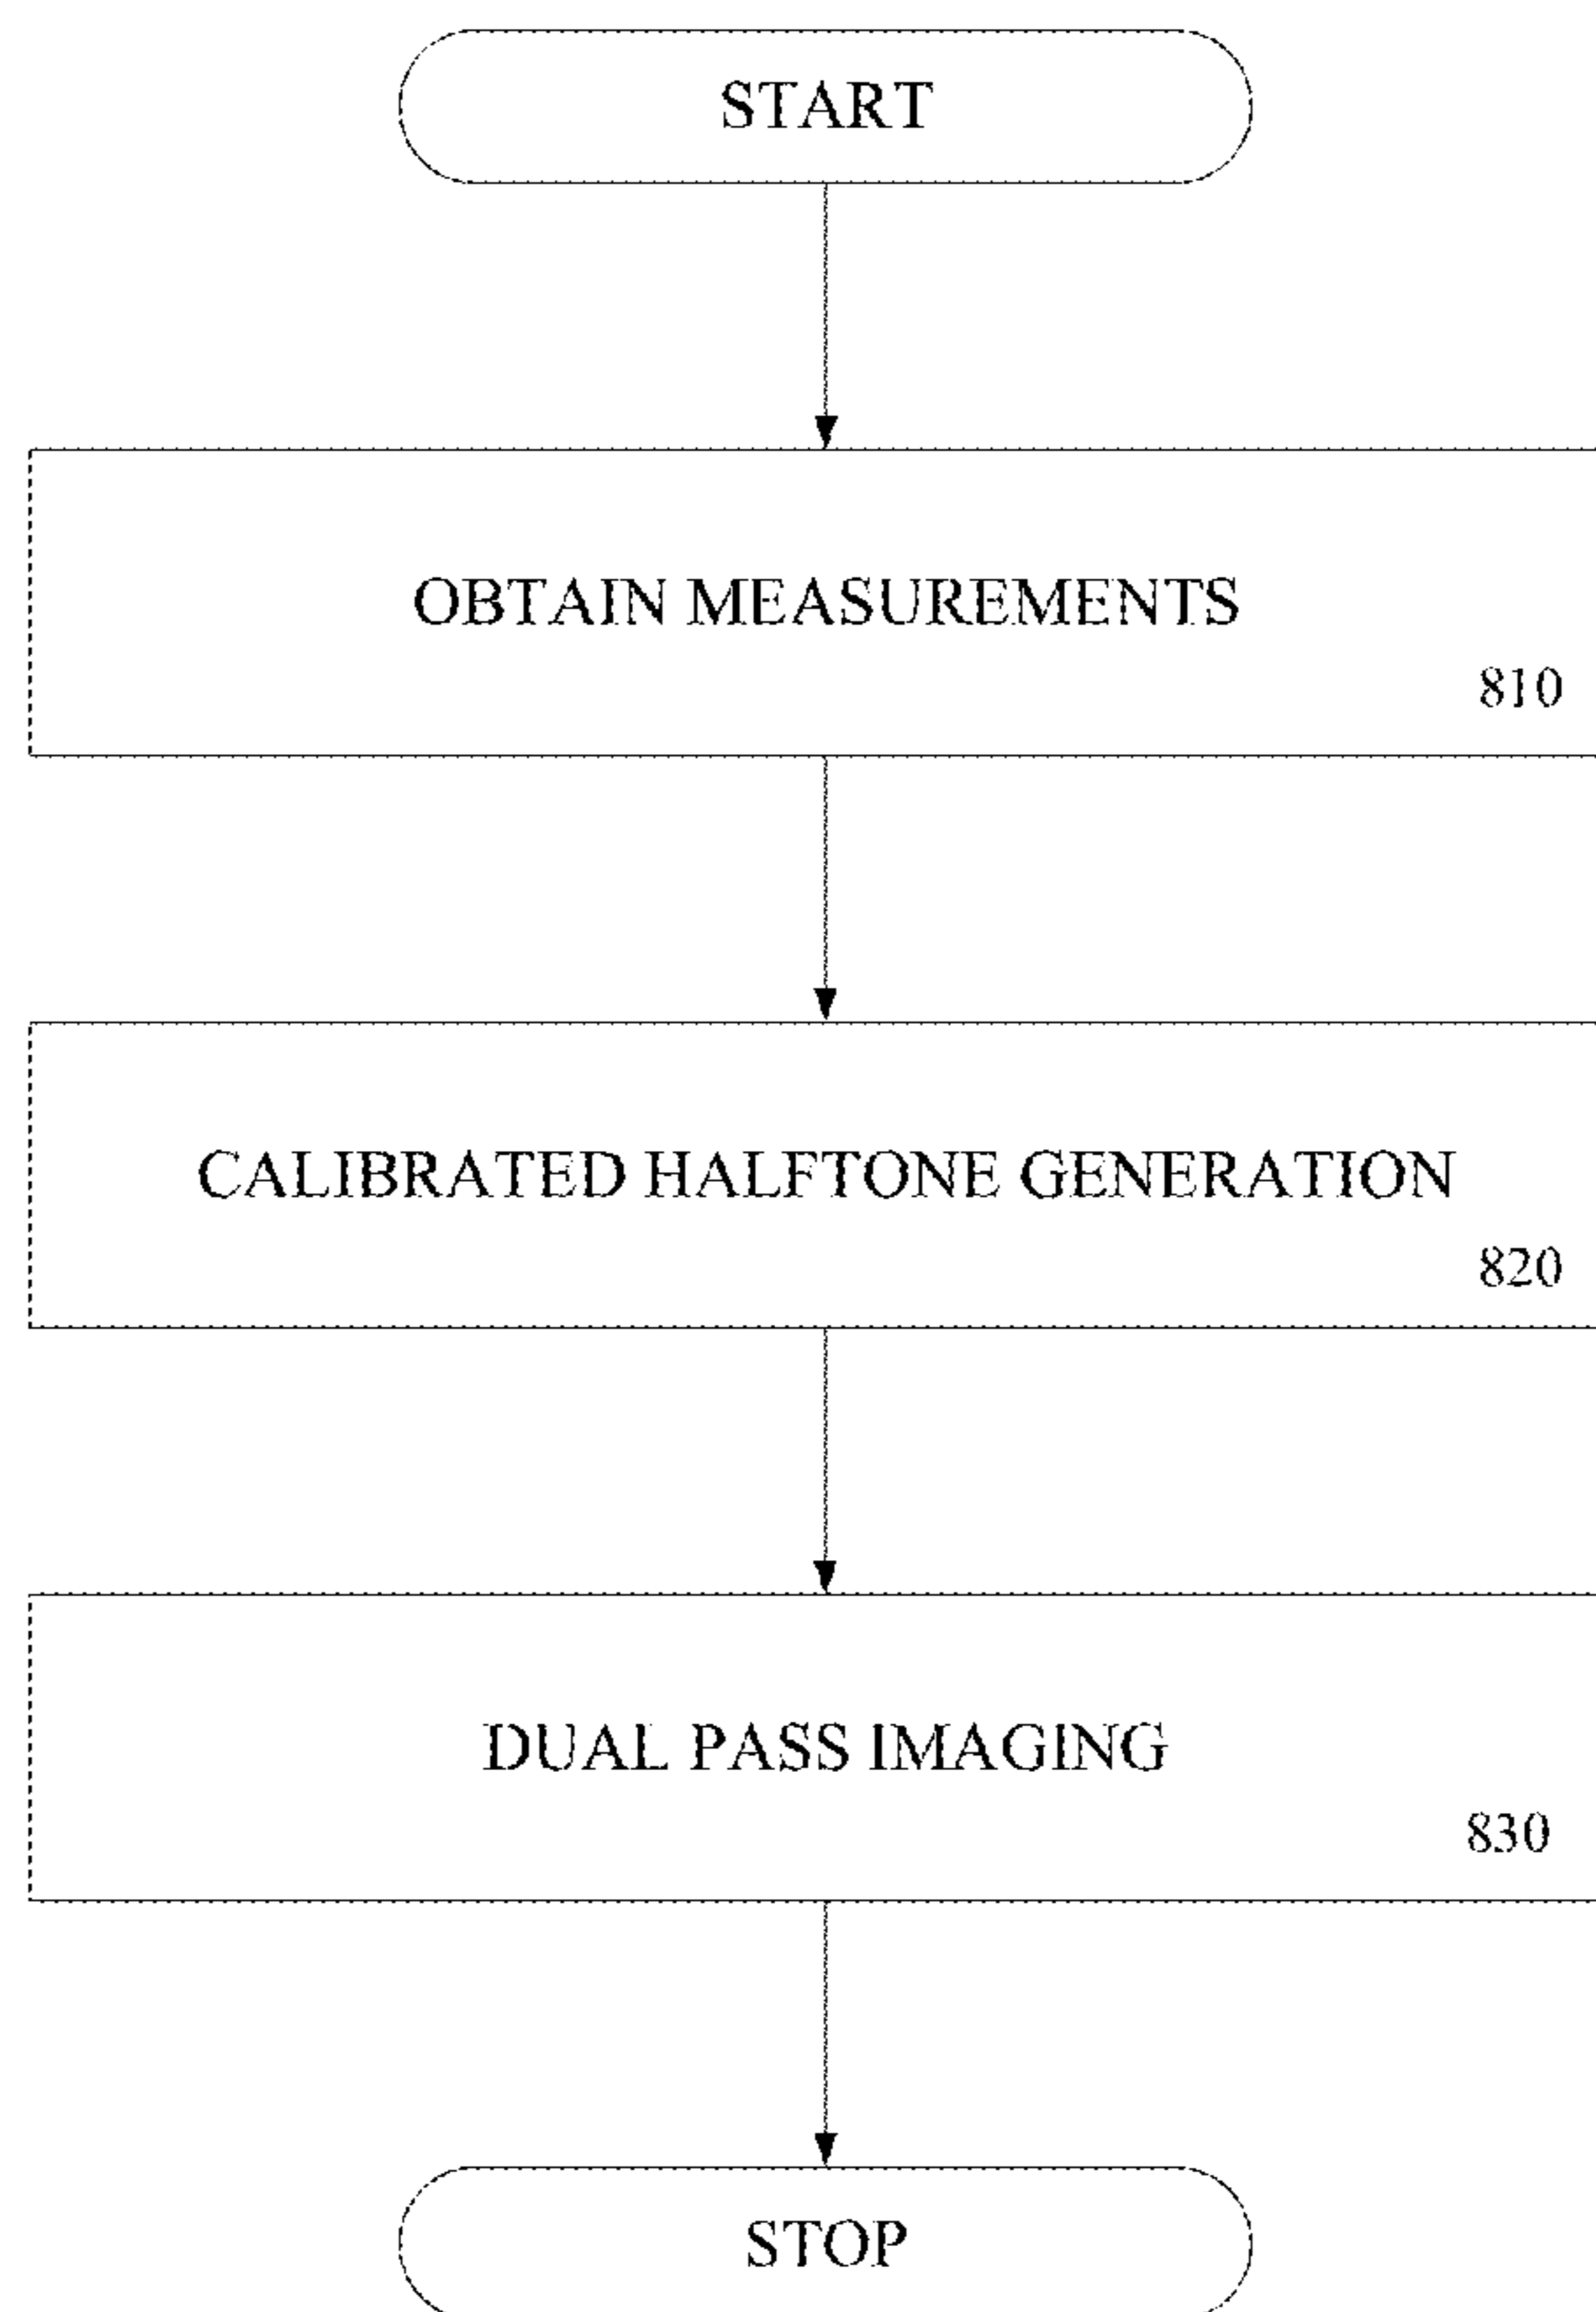 START
OBTAIN MEASUREMENTS
810
CALIBRATED HALFTONE GENERATION
820
DUAL PASS IMAGING
830
STOP